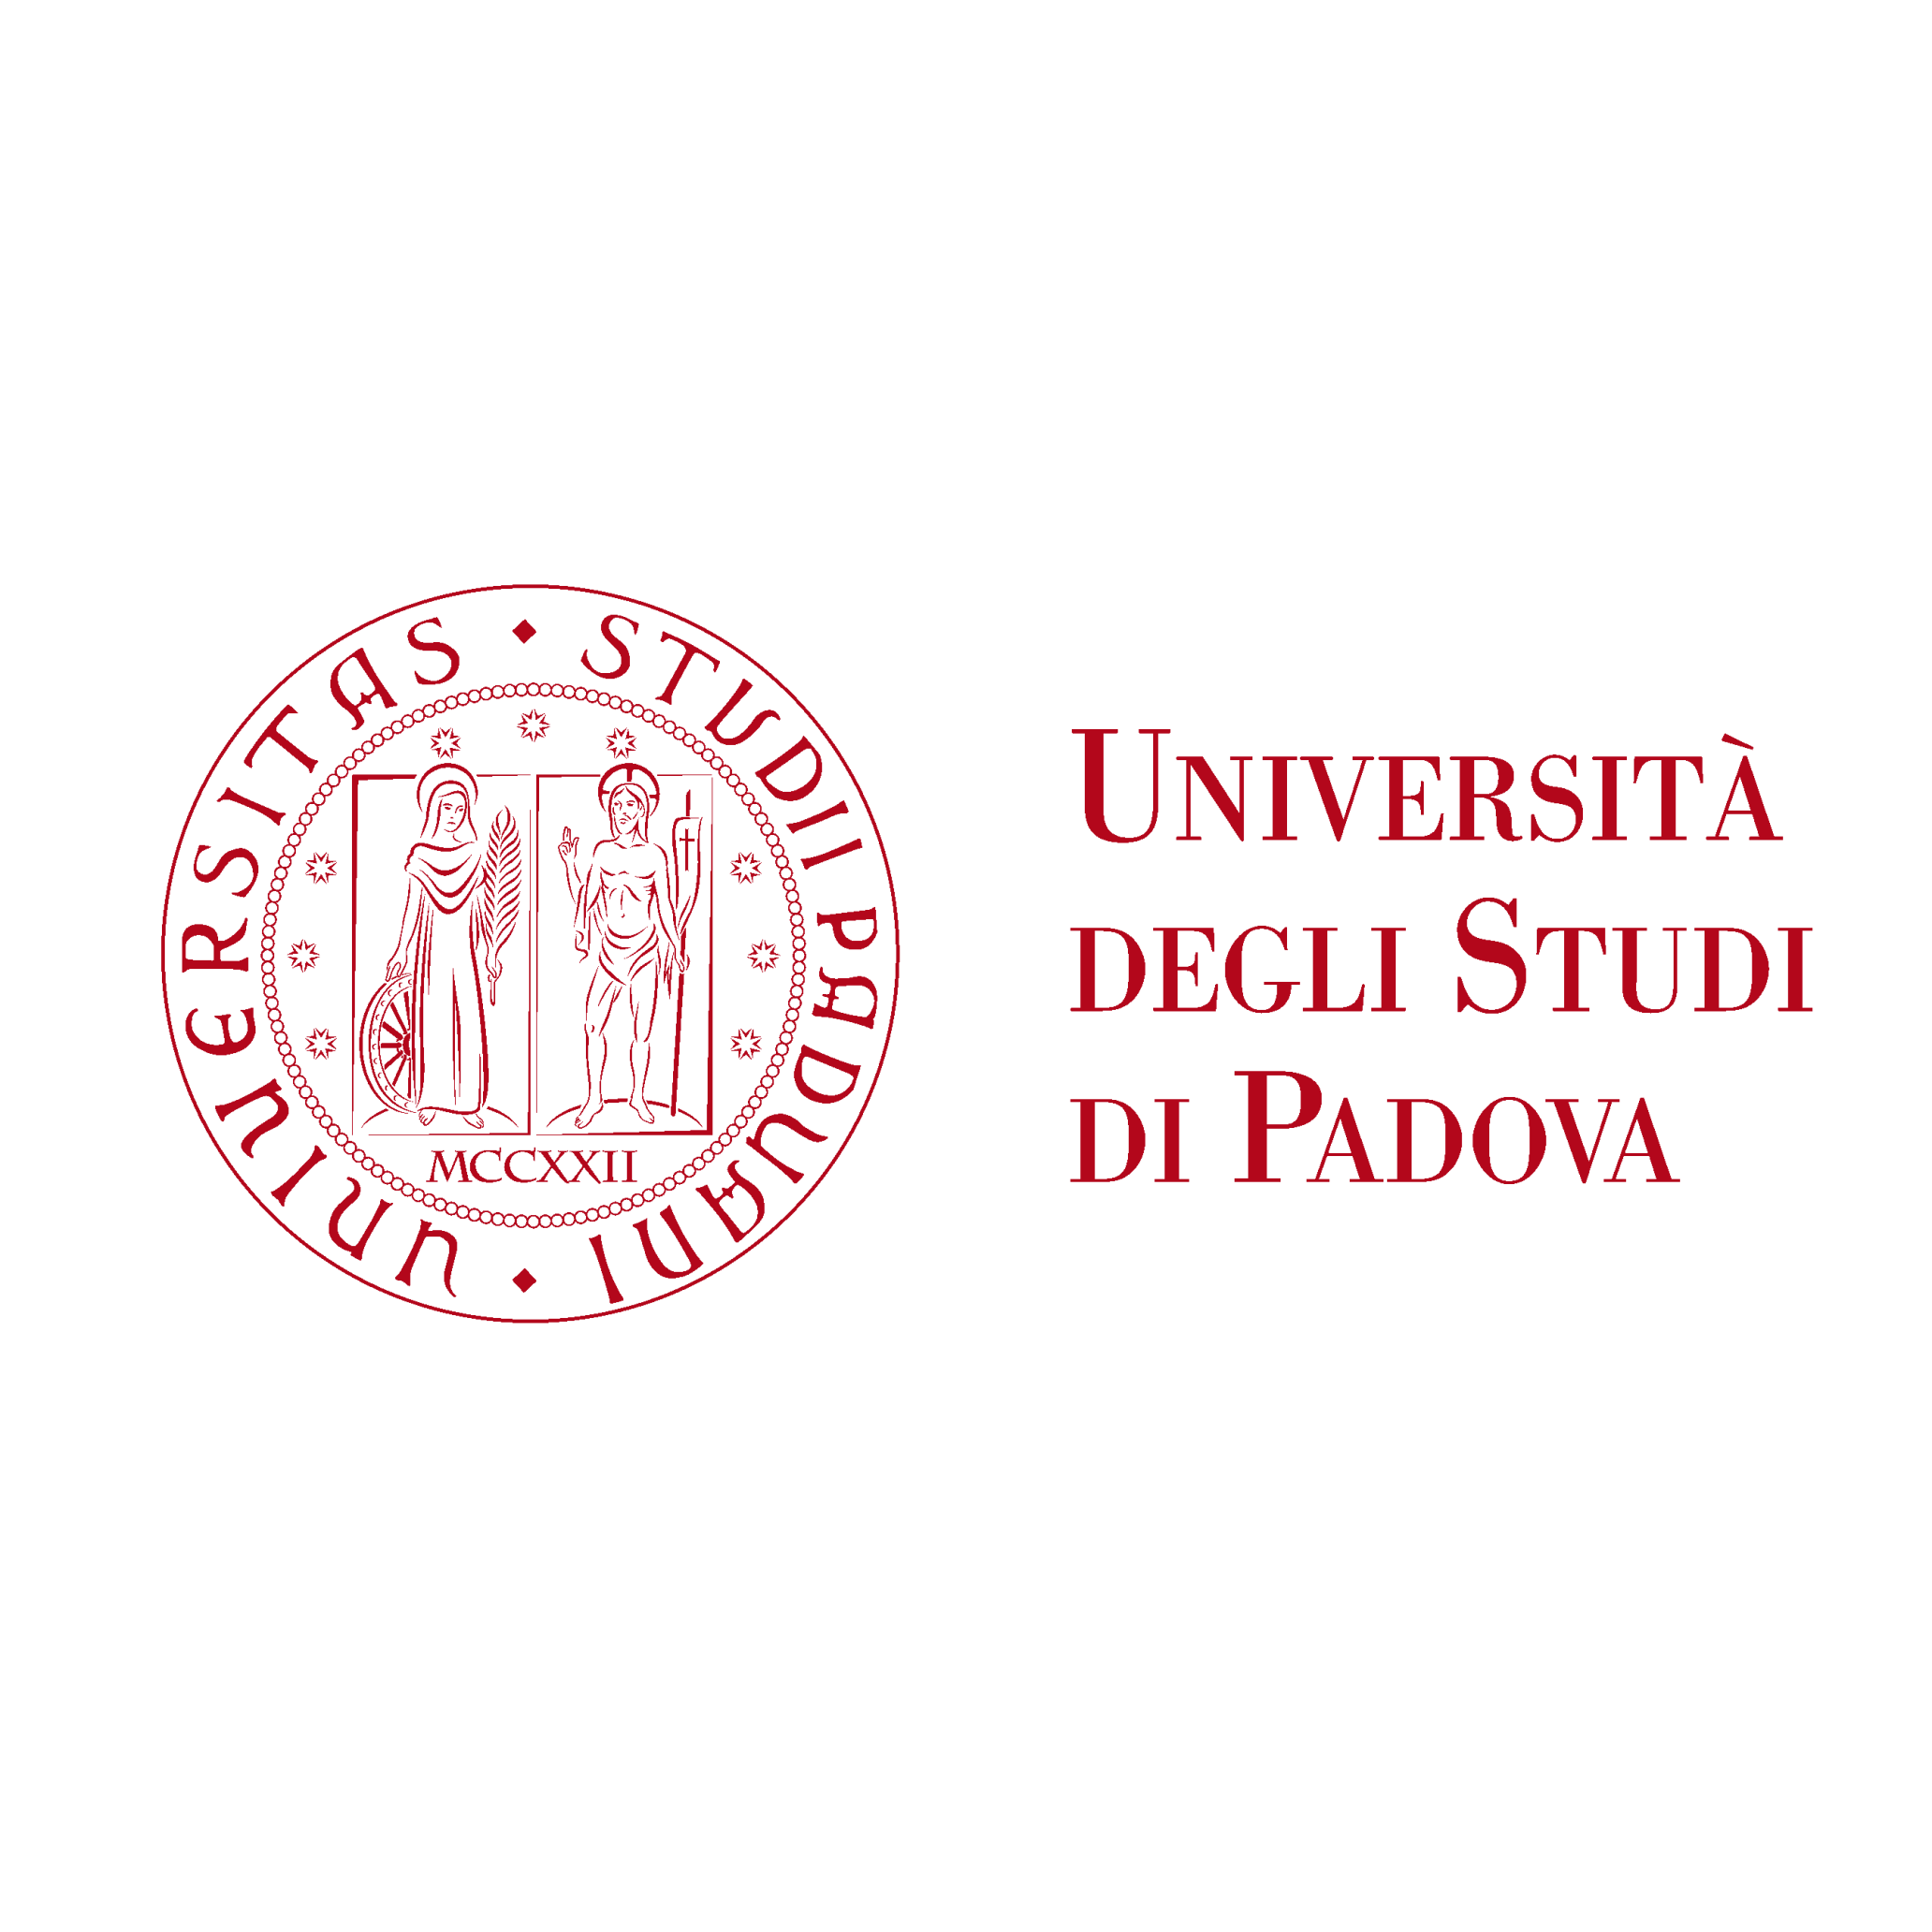 UNIVERSITAS • STUDII PADUANI •
MCCXXII
UNIVERSITÀ
DEGLI STUDI
DI PADOVA